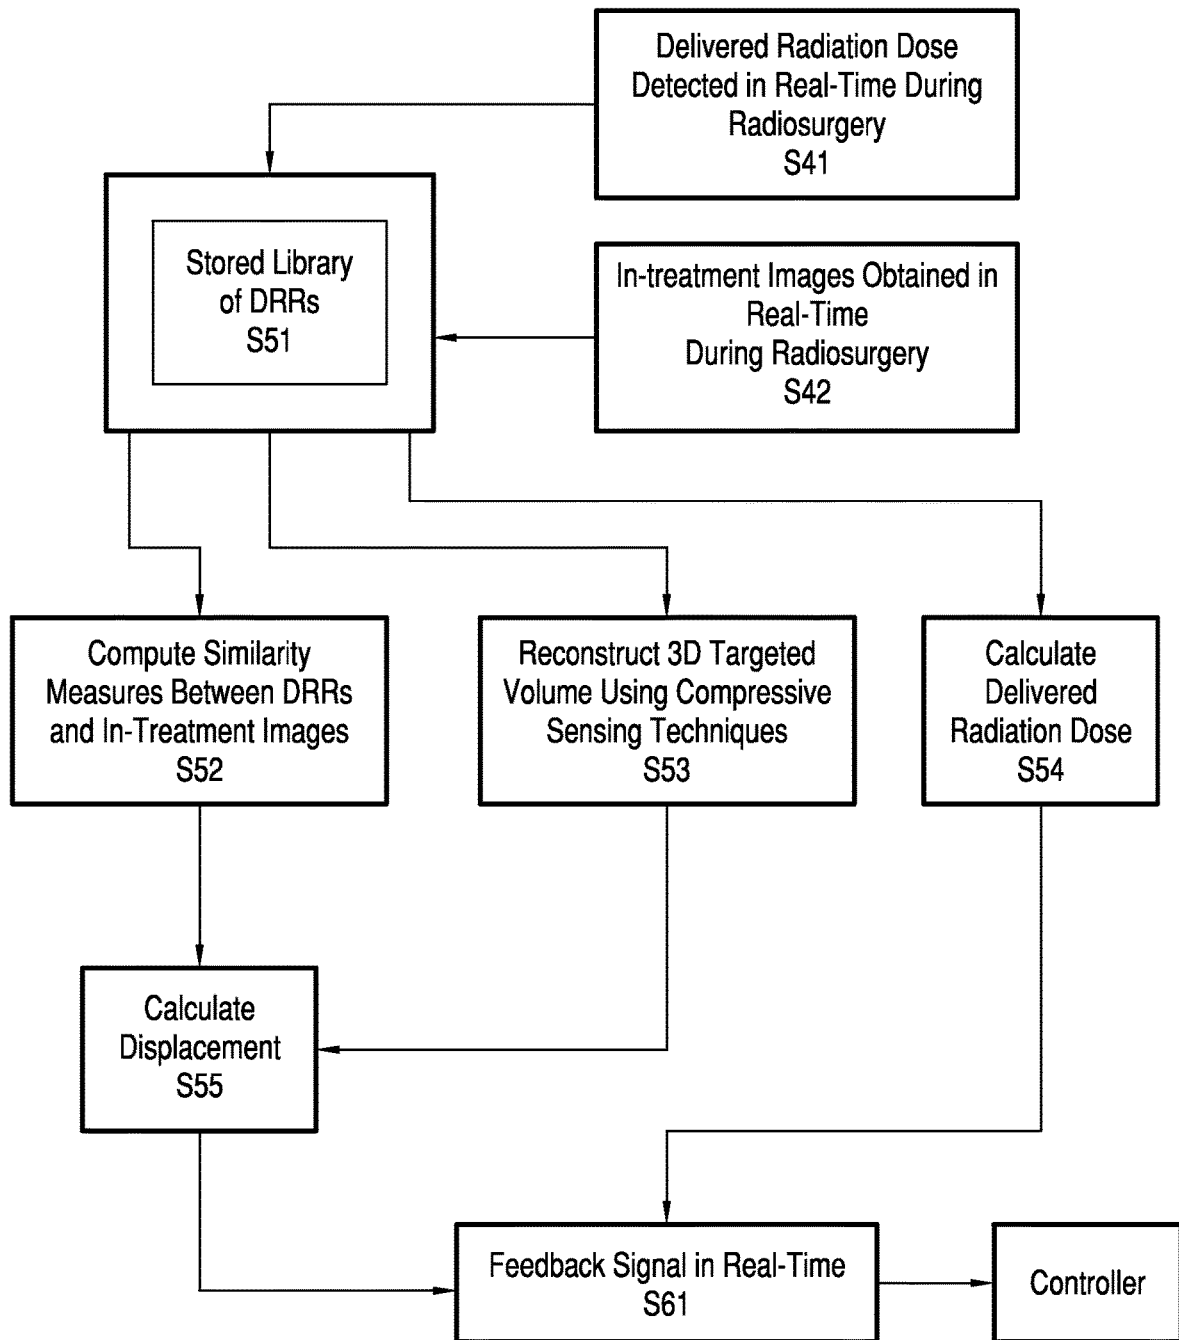 Delivered Radiation Dose
Detected in Real-Time During
Radiosurgery
S41
Stored Library
of DRRs
S51
In-treatment Images Obtained in
Real-Time
During Radiosurgery
S42
Compute Similarity
Measures Between DRRs
and In-Treatment Images
S52
Reconstruct 3D Targeted
Volume Using Compressive
Sensing Techniques
S53
Calculate
Delivered
Radiation Dose
S54
Calculate
Displacement
S55
Feedback Signal in Real-Time
S61
Controller